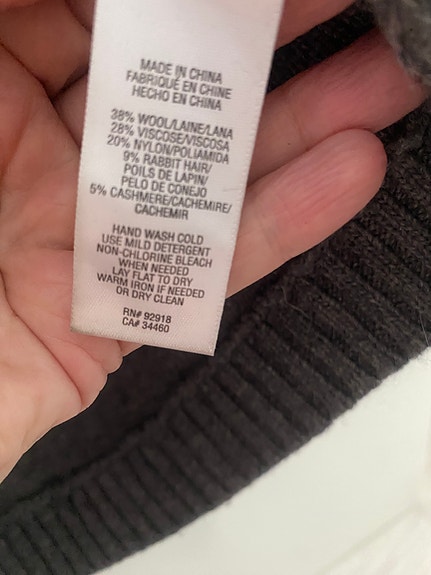 MADE IN CHINA
FABRIQUÉ EN CHINE
HECHO EN CHINA
38% WOOL/LAINE/LANA
28% VISCOSE/VISCOSA
20% NYLON/POLIAMIDA
9% RABBIT HAIR/
POILS DE LAPIN/
PELO DE CONEJO
5% CASHMERE/CACHEMIRE/
CACHEMIR
HAND WASH COLD
USE MILD DETERGENT
NON-CHLORINE BLEACH
WHEN NEEDED
LAY FLAT TO DRY
WARM IRON IF NEEDED
OR DRY CLEAN
RN# 92918
CA# 34460